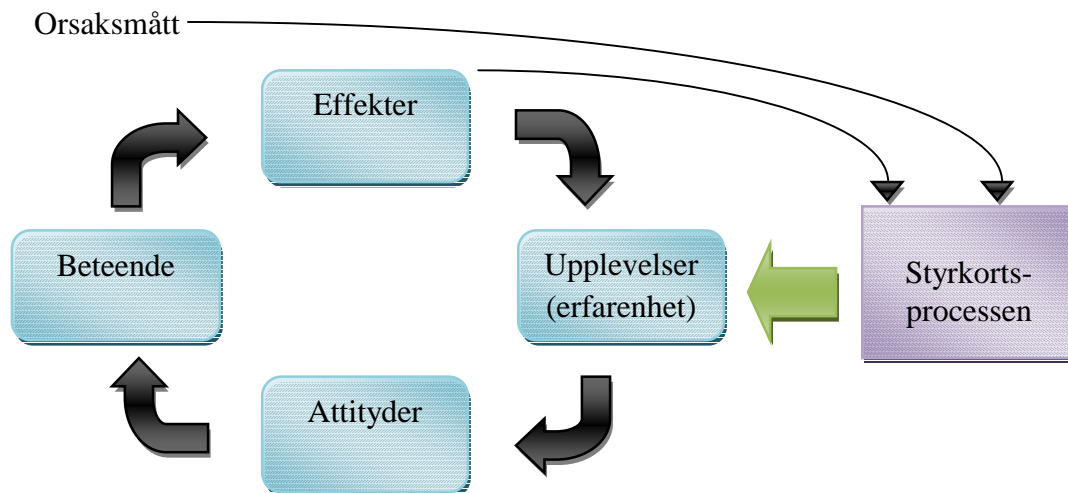 Orsaksmått
Effekter
Beteende
Upplevelser
(erfarenhet)
Styrkorts-
processen
Attityder